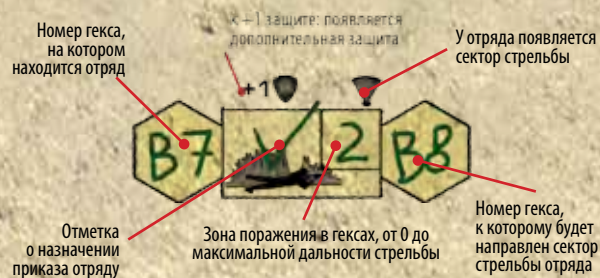 Номер гекса,
на котором
находится отряд
к +1 защите: появляется
дополнительная защита
У отряда появляется
сектор стрельбы
+1
B7
2
B8
Отметка
о назначении
приказа отряду
Зона поражения в гексах, от 0 до
максимальной дальности стрельбы
Номер гекса,
к которому будет
направлен сектор
стрельбы отряда